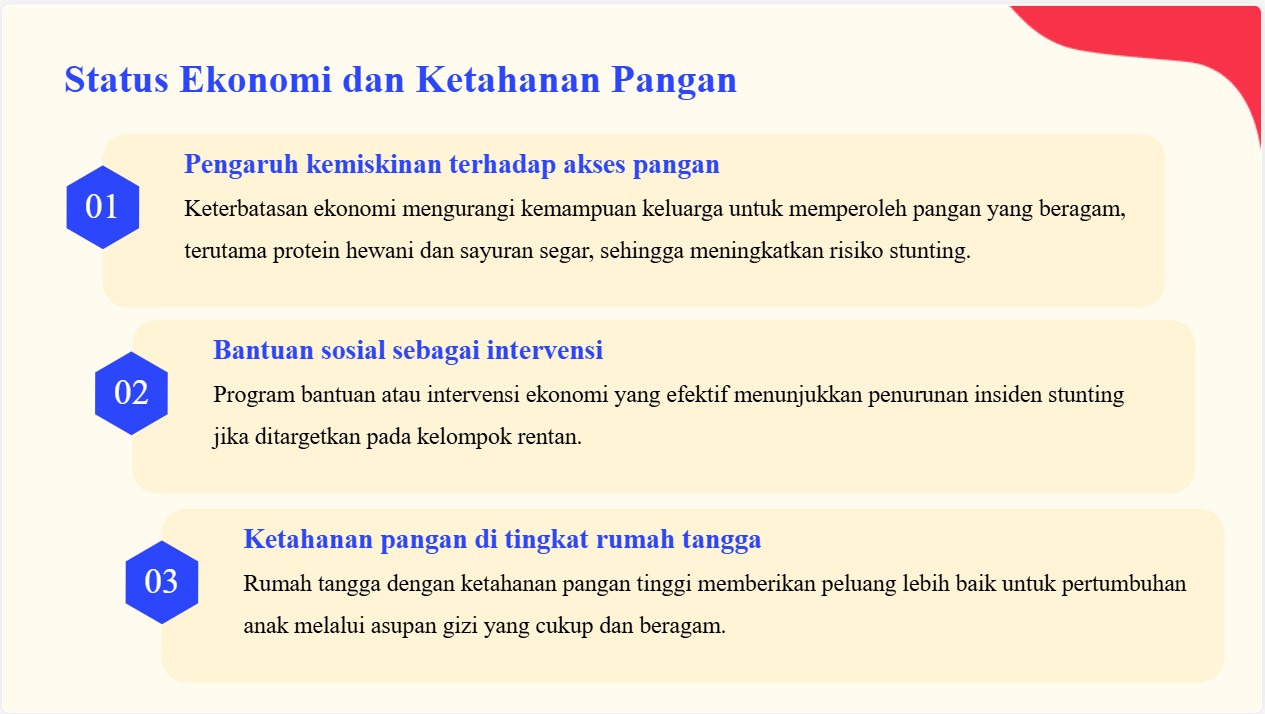 Status Ekonomi dan Ketahanan Pangan
01
Pengaruh kemiskinan terhadap akses pangan
Keterbatasan ekonomi mengurangi kemampuan keluarga untuk memperoleh pangan yang beragam,
terutama protein hewani dan sayuran segar, sehingga meningkatkan risiko stunting.
02
Bantuan sosial sebagai intervensi
Program bantuan atau intervensi ekonomi yang efektif menunjukkan penurunan insiden stunting
jika ditargetkan pada kelompok rentan.
03
Ketahanan pangan di tingkat rumah tangga
Rumah tangga dengan ketahanan pangan tinggi memberikan peluang lebih baik untuk pertumbuhan
anak melalui asupan gizi yang cukup dan beragam.